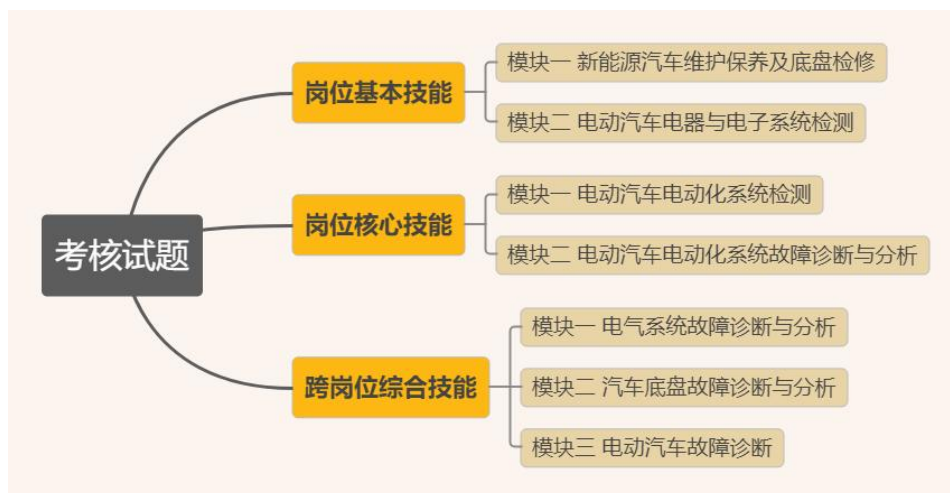 考核试题
岗位基本技能
模块一 新能源汽车维护保养及底盘检修
模块二 电动汽车电器与电子系统检测
岗位核心技能
模块一 电动汽车电动化系统检测
模块二 电动汽车电动化系统故障诊断与分析
跨岗位综合技能
模块一 电气系统故障诊断与分析
模块二 汽车底盘故障诊断与分析
模块三 电动汽车故障诊断